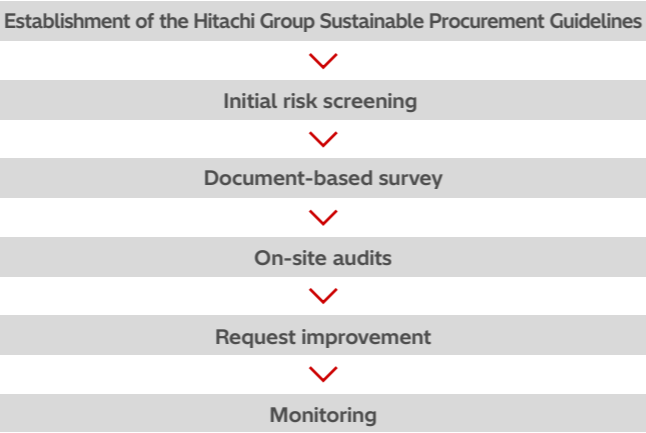 Establishment of the Hitachi Group Sustainable Procurement Guidelines
Initial risk screening
Document-based survey
On-site audits
Request improvement
Monitoring